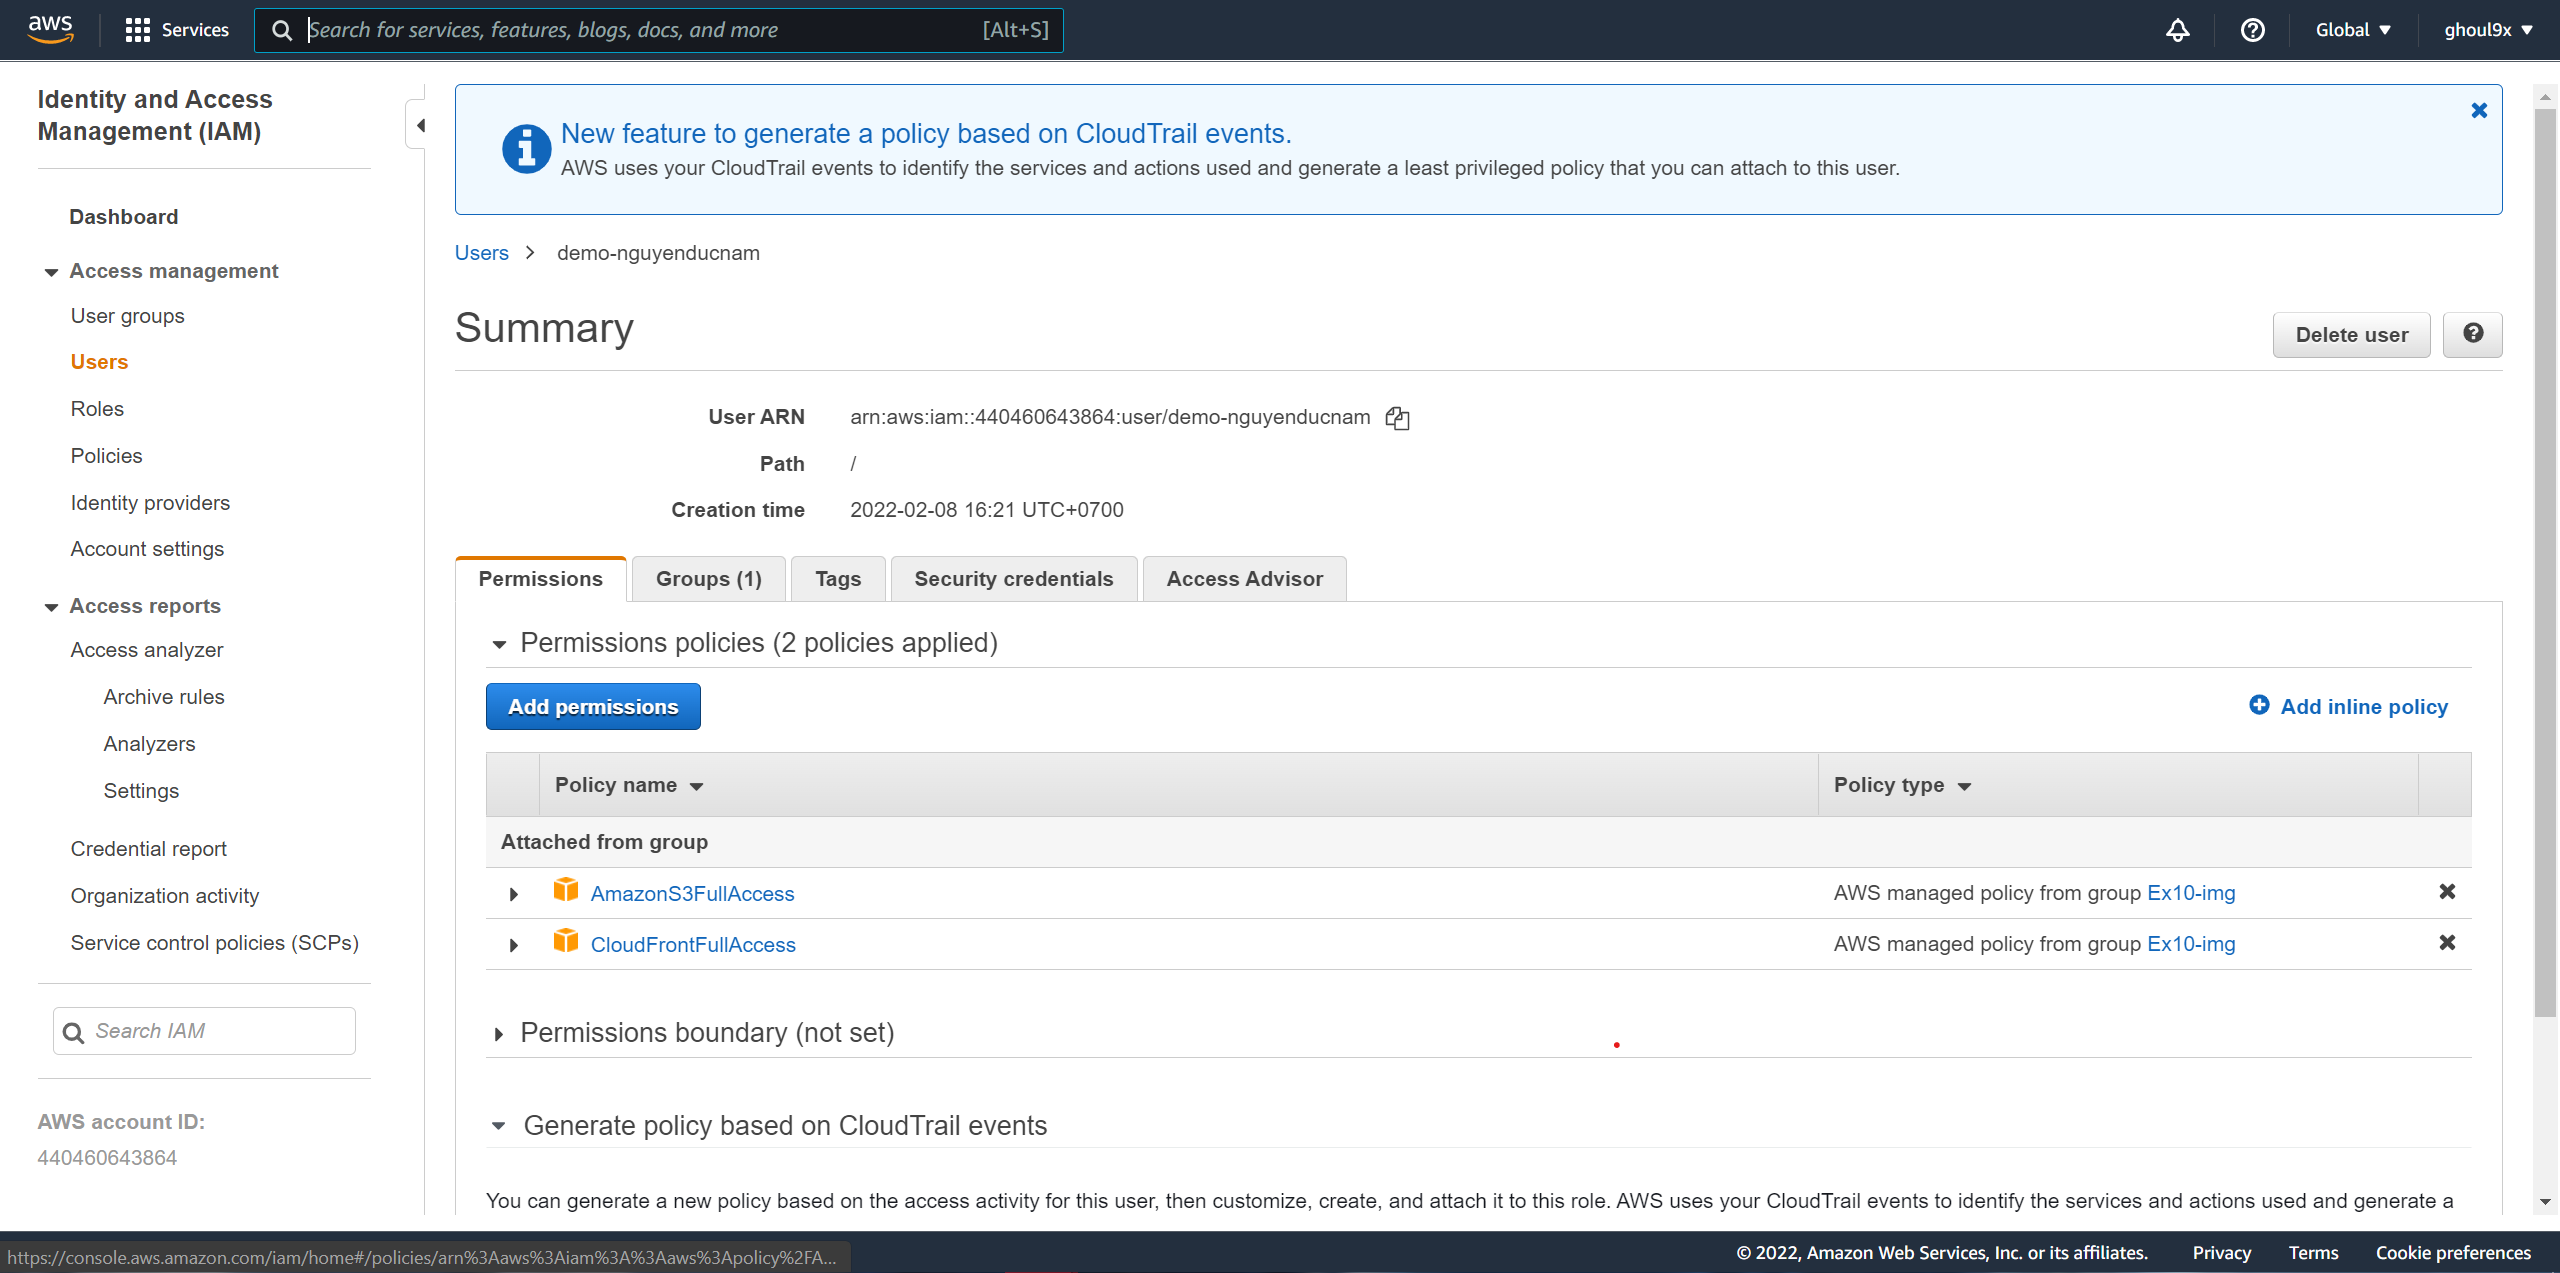 aws
Services
Search for services, features, blogs, docs, and more
[Alt+S]
Global
ghoul9x
Identity and Access
Management (IAM)
Dashboard
Access management
User groups
Users
Roles
Policies
Identity providers
Account settings
Access reports
Access analyzer
Archive rules
Analyzers
Settings
Credential report
Organization activity
Service control policies (SCPs)
Search IAM
AWS account ID:
440460643864
New feature to generate a policy based on CloudTrail events.
AWS uses your CloudTrail events to identify the services and actions used and generate a least privileged policy that you can attach to this user.
Users
demo-nguyenducnam
Summary
Delete user
User ARN arn:aws:iam::440460643864:user/demo-nguyenducnam
Path /
Creation time 2022-02-08 16:21 UTC+0700
Permissions
Groups (1)
Tags
Security credentials
Access Advisor
Permissions policies (2 policies applied)
Add permissions
Add inline policy
Policy name
Policy type
Attached from group
AmazonS3FullAccess
AWS managed policy from group Ex10-img
CloudFrontFullAccess
AWS managed policy from group Ex10-img
Permissions boundary (not set)
Generate policy based on CloudTrail events
You can generate a new policy based on the access activity for this user, then customize, create, and attach it to this role. AWS uses your CloudTrail events to identify the services and actions used and generate a
https://console.aws.amazon.com/iam/home#/policies/arn%3Aaws%3Aiam%3A%3Aaws%3Apolicy%2FA...
© 2022, Amazon Web Services, Inc. or its affiliates.
Privacy
Terms
Cookie preferences